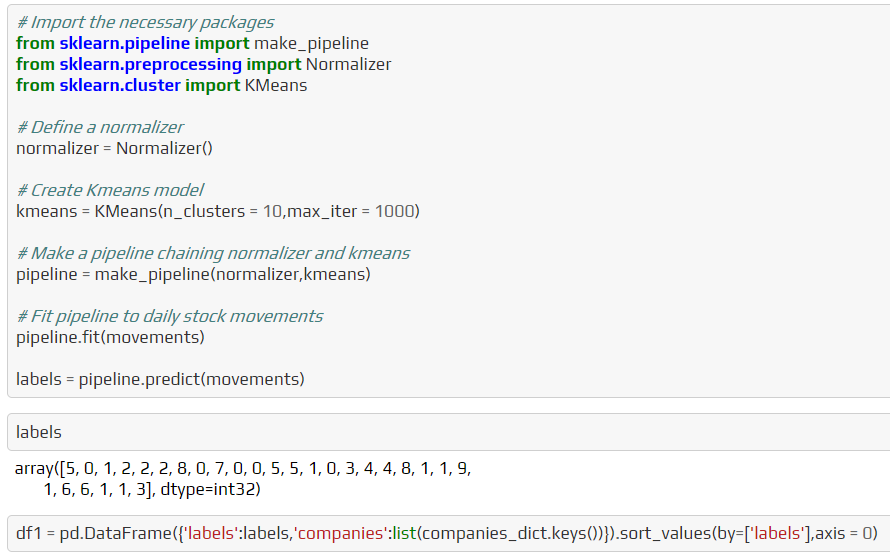 # Import the necessary packages
from sklearn.pipeline import make_pipeline
from sklearn.preprocessing import Normalizer
from sklearn.cluster import KMeans
# Define a normalizer
normalizer = Normalizer()
# Create Kmeans model
kmeans = KMeans(n_clusters = 10,max_iter = 1000)
# Make a pipeline chaining normalizer and kmeans
pipeline = make_pipeline(normalizer,kmeans)
# Fit pipeline to daily stock movements
pipeline.fit(movements)
labels = pipeline.predict(movements)
labels
array([5, 0, 1, 2, 2, 2, 8, 0, 7, 0, 0, 5, 5, 1, 0, 3, 4, 4, 8, 1, 1, 9,
1, 6, 6, 1, 1, 3], dtype=int32)
df1 = pd.DataFrame({'labels':labels,'companies':list(companies_dict.keys())}).sort_values(by=['labels'],axis = 0)